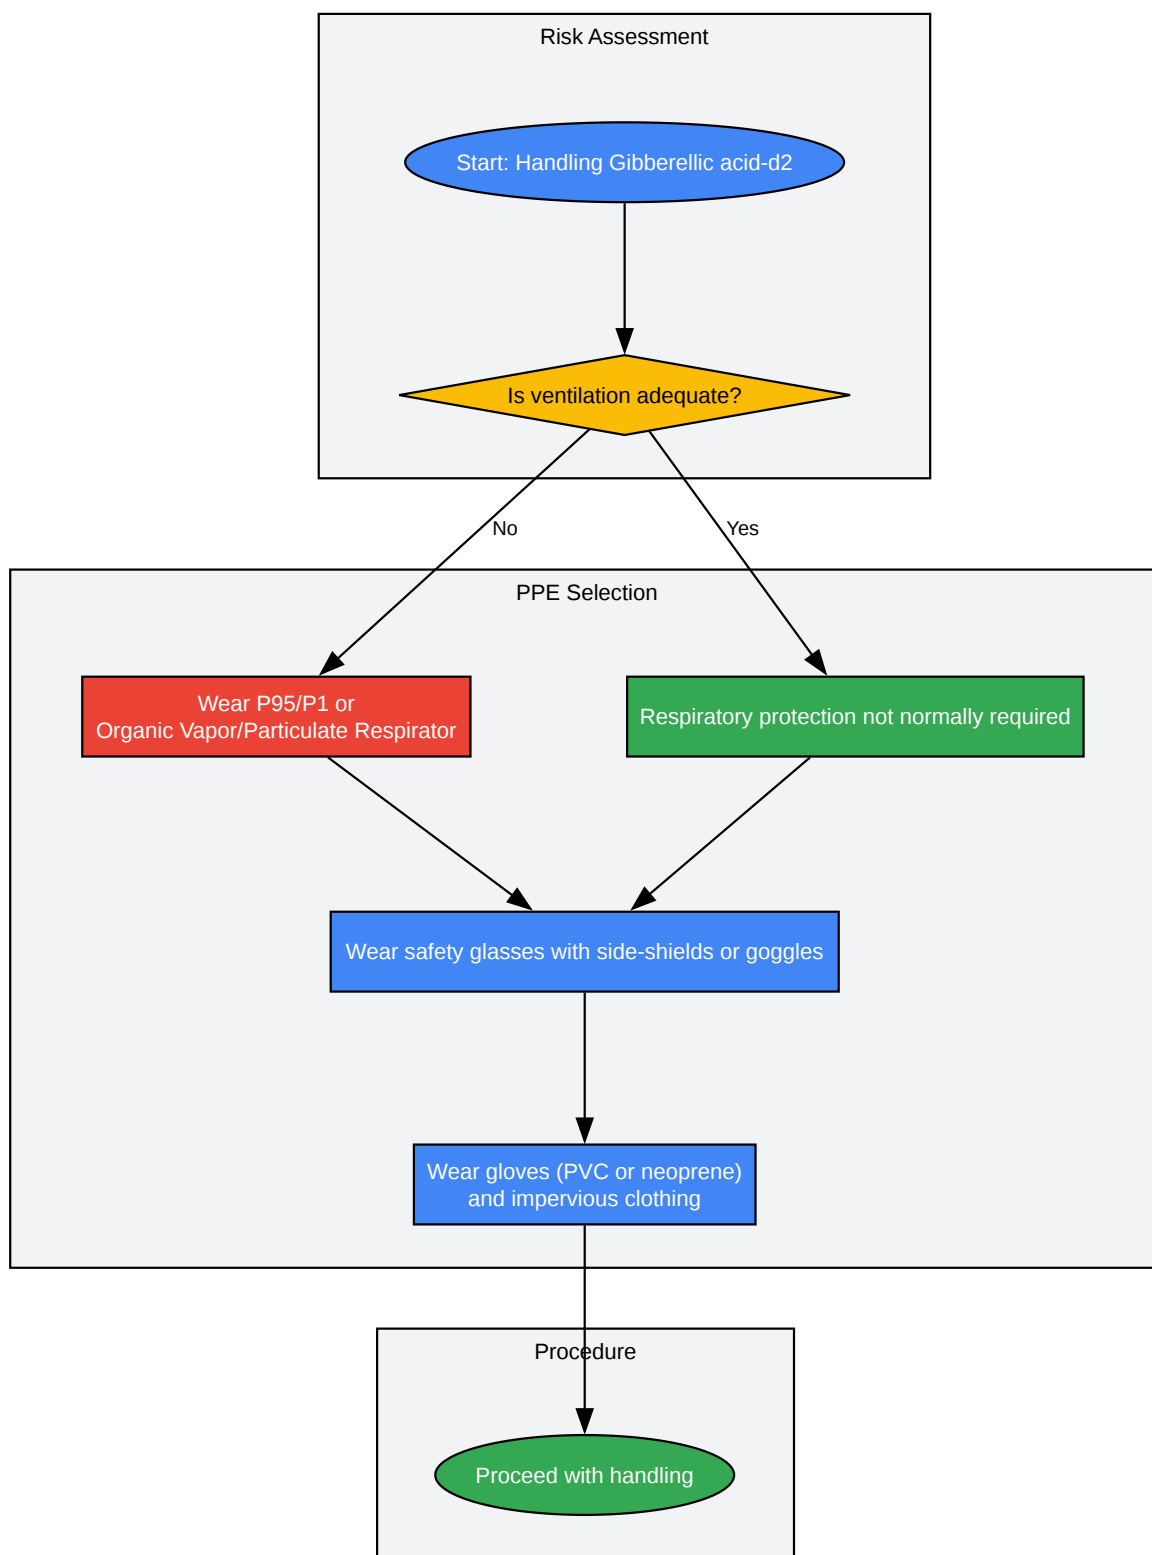 Risk Assessment
Start: Handling Gibberellic acid-d2
Is ventilation adequate?
No
Yes
PPE Selection
Wear P95/P1 or
Organic Vapor/Particulate Respirator
Respiratory protection not normally required
Wear safety glasses with side-shields or goggles
Wear gloves (PVC or neoprene)
and impervious clothing
Procedure
Proceed with handling